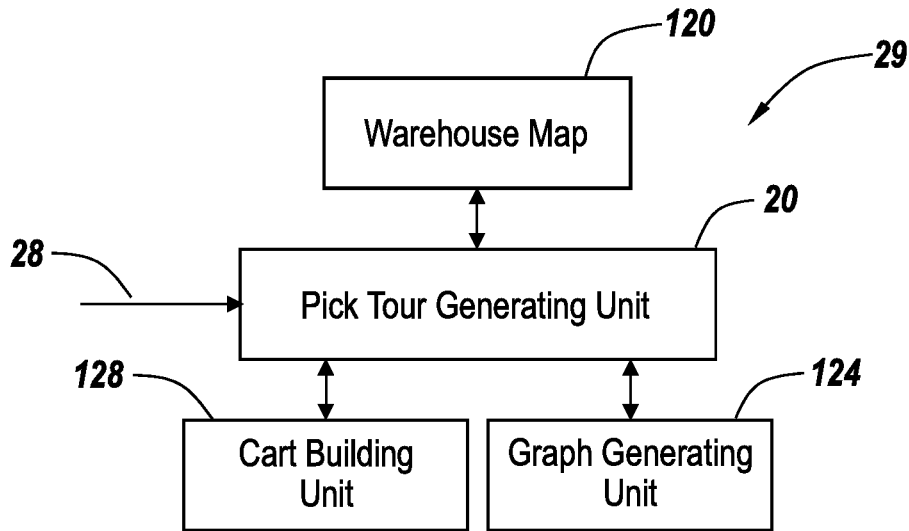 120
29
Warehouse Map
20
28
Pick Tour Generating Unit
128
124
Cart Building
Unit
Graph Generating
Unit